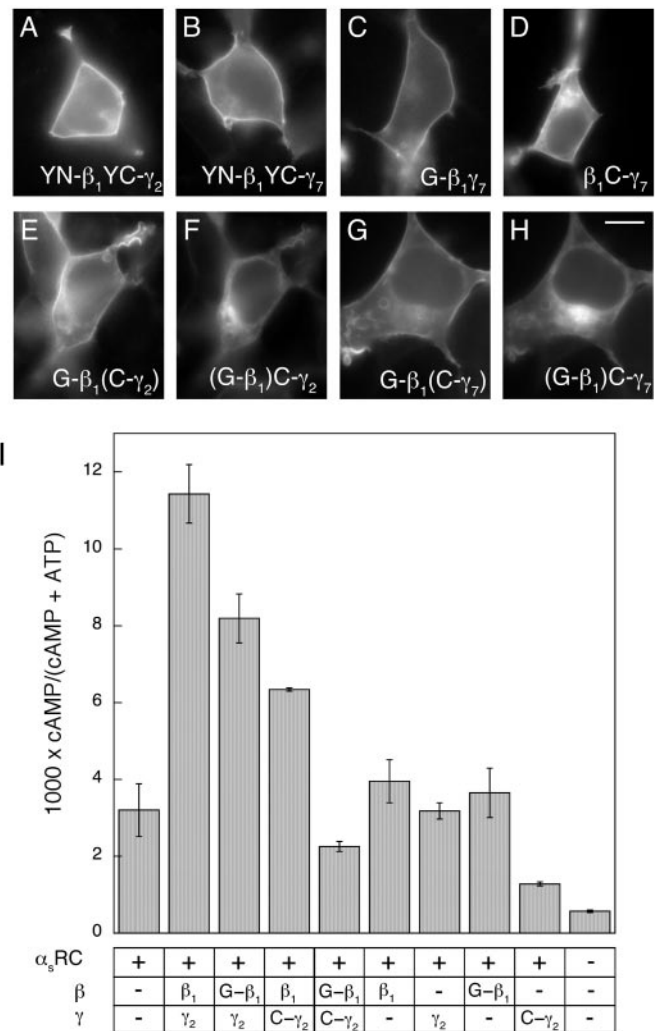 A B C D
YN-β₁YC-γ₂ YN-β₁YC-γ₇ G-β₁γ₇ β₁C-γ₇
E F G H
G-β₁(C-γ₂) (G-β₁)C-γ₂ G-β₁(C-γ₇) (G-β₁)C-γ₇
I
12
10
8
6
4
2
0
1000 x cAMP/(cAMP + ATP)
αₛRC + + + + + + + + + -
β - β₁ G-β₁ β₁ G-β₁ β₁ - G-β₁ - -
γ - γ₂ γ₂ C-γ₂ C-γ₂ - γ₂ - C-γ₂ -